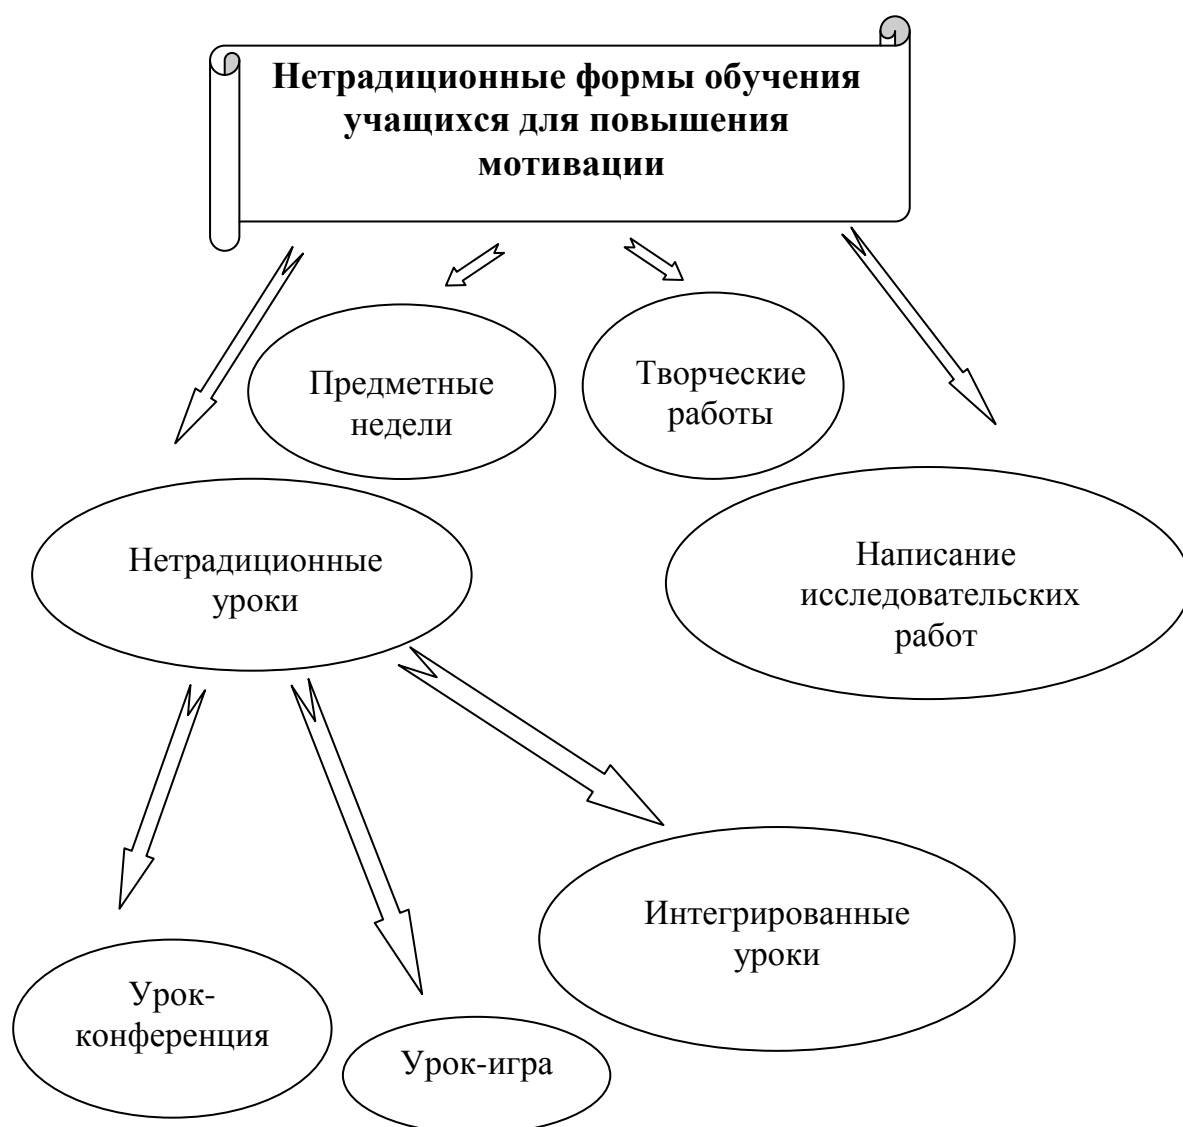 Нетрадиционные формы обучения
учащихся для повышения
мотивации
Предметные
недели
Творческие
работы
Нетрадиционные
уроки
Написание
исследовательских
работ
Интегрированные
уроки
Урок-
конференция
Урок-игра